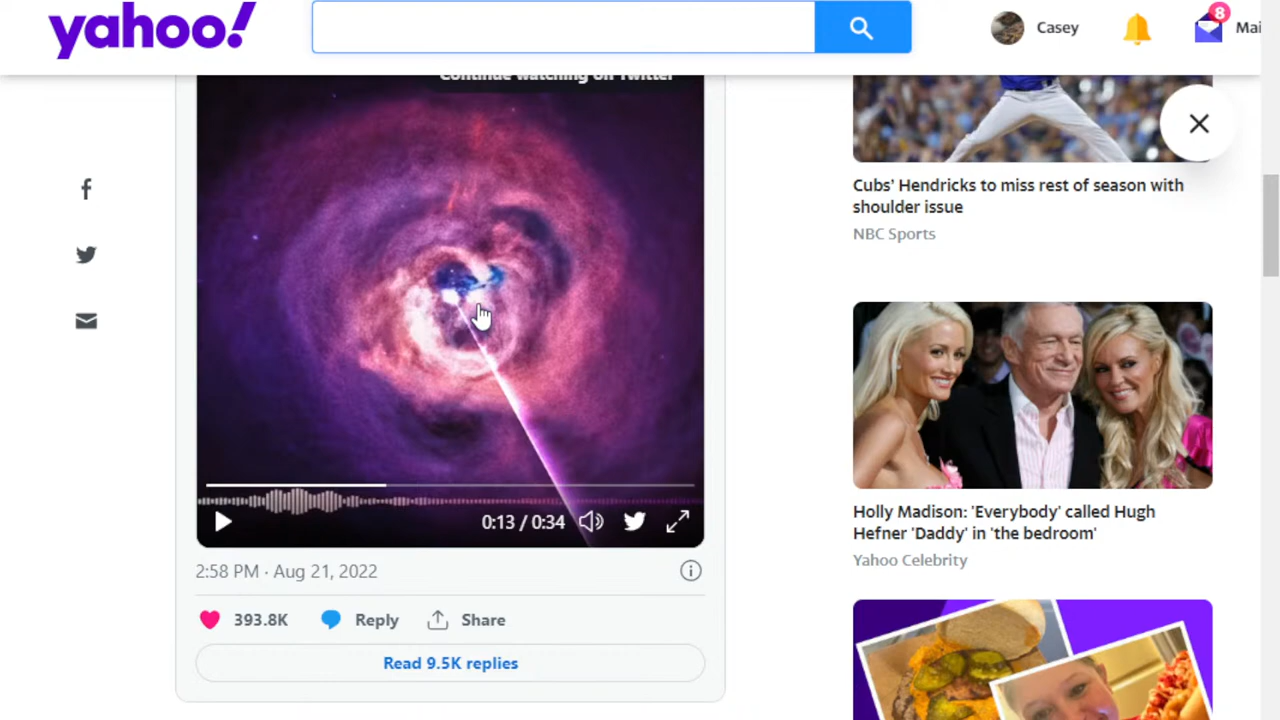 yahoo!
Casey
8
Mai
Continue watching on Twitter
Cubs' Hendricks to miss rest of season with
shoulder issue
NBC Sports
0:13 / 0:34
2:58 PM · Aug 21, 2022
393.8K
Reply
Share
Read 9.5K replies
Holly Madison: 'Everybody' called Hugh
Hefner 'Daddy' in 'the bedroom'
Yahoo Celebrity